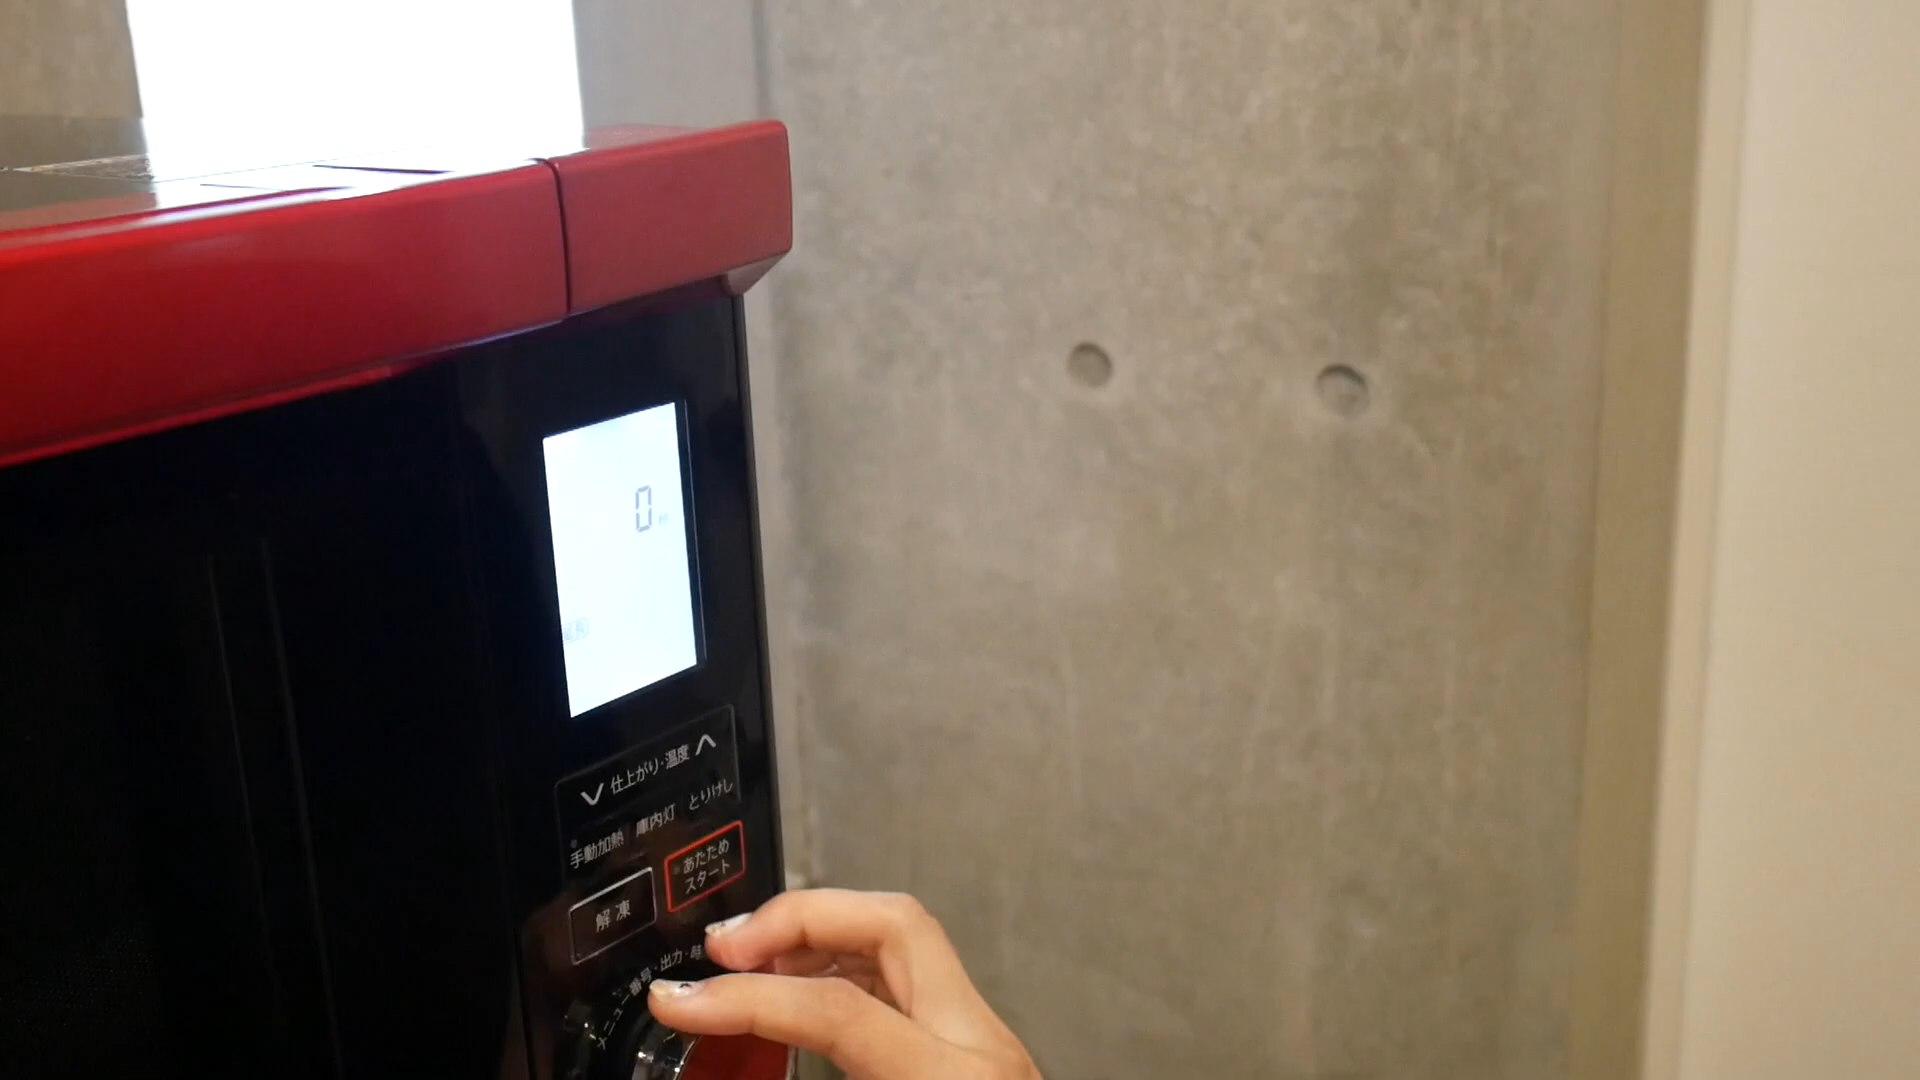 0 秒
仕上がり・温度
手動加熱 庫内灯 とりけし
あたため
スタート
解凍
メニュー番号・出力・